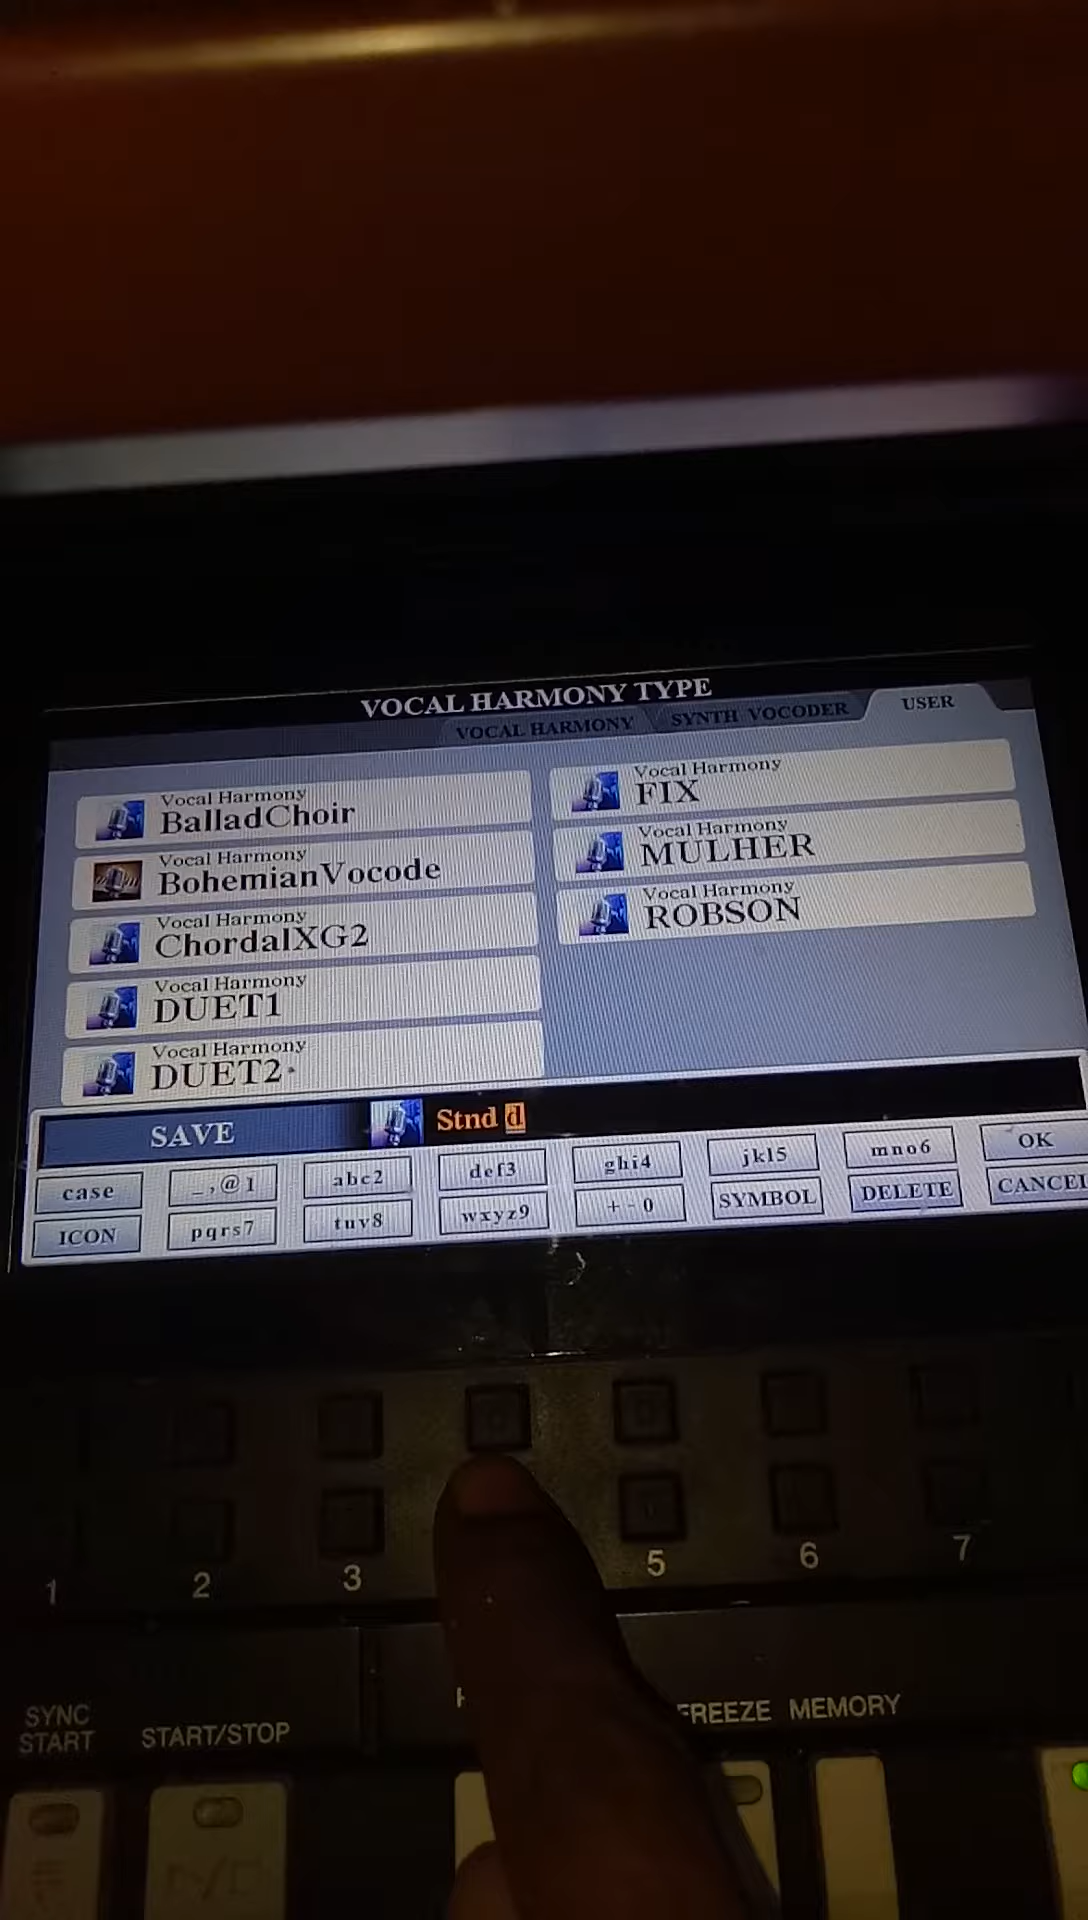 VOCAL HARMONY TYPE
VOCAL HARMONY
SYNTH VOCODER
USER
Vocal Harmony
BalladChoir
Vocal Harmony
BohemianVocode
Vocal Harmony
ChordalXG2
Vocal Harmony
DUET1
Vocal Harmony
DUET2
Vocal Harmony
FIX
Vocal Harmony
MULHER
Vocal Harmony
ROBSON
SAVE
Stnd d
case
_,@1
abc2
def3
ghi4
jkl5
mno6
OK
ICON
pqrs7
tuv8
wxyz9
+-0
SYMBOL
DELETE
CANCEL
1
2
3
5
6
7
SYNC
START
START/STOP
FREEZE MEMORY